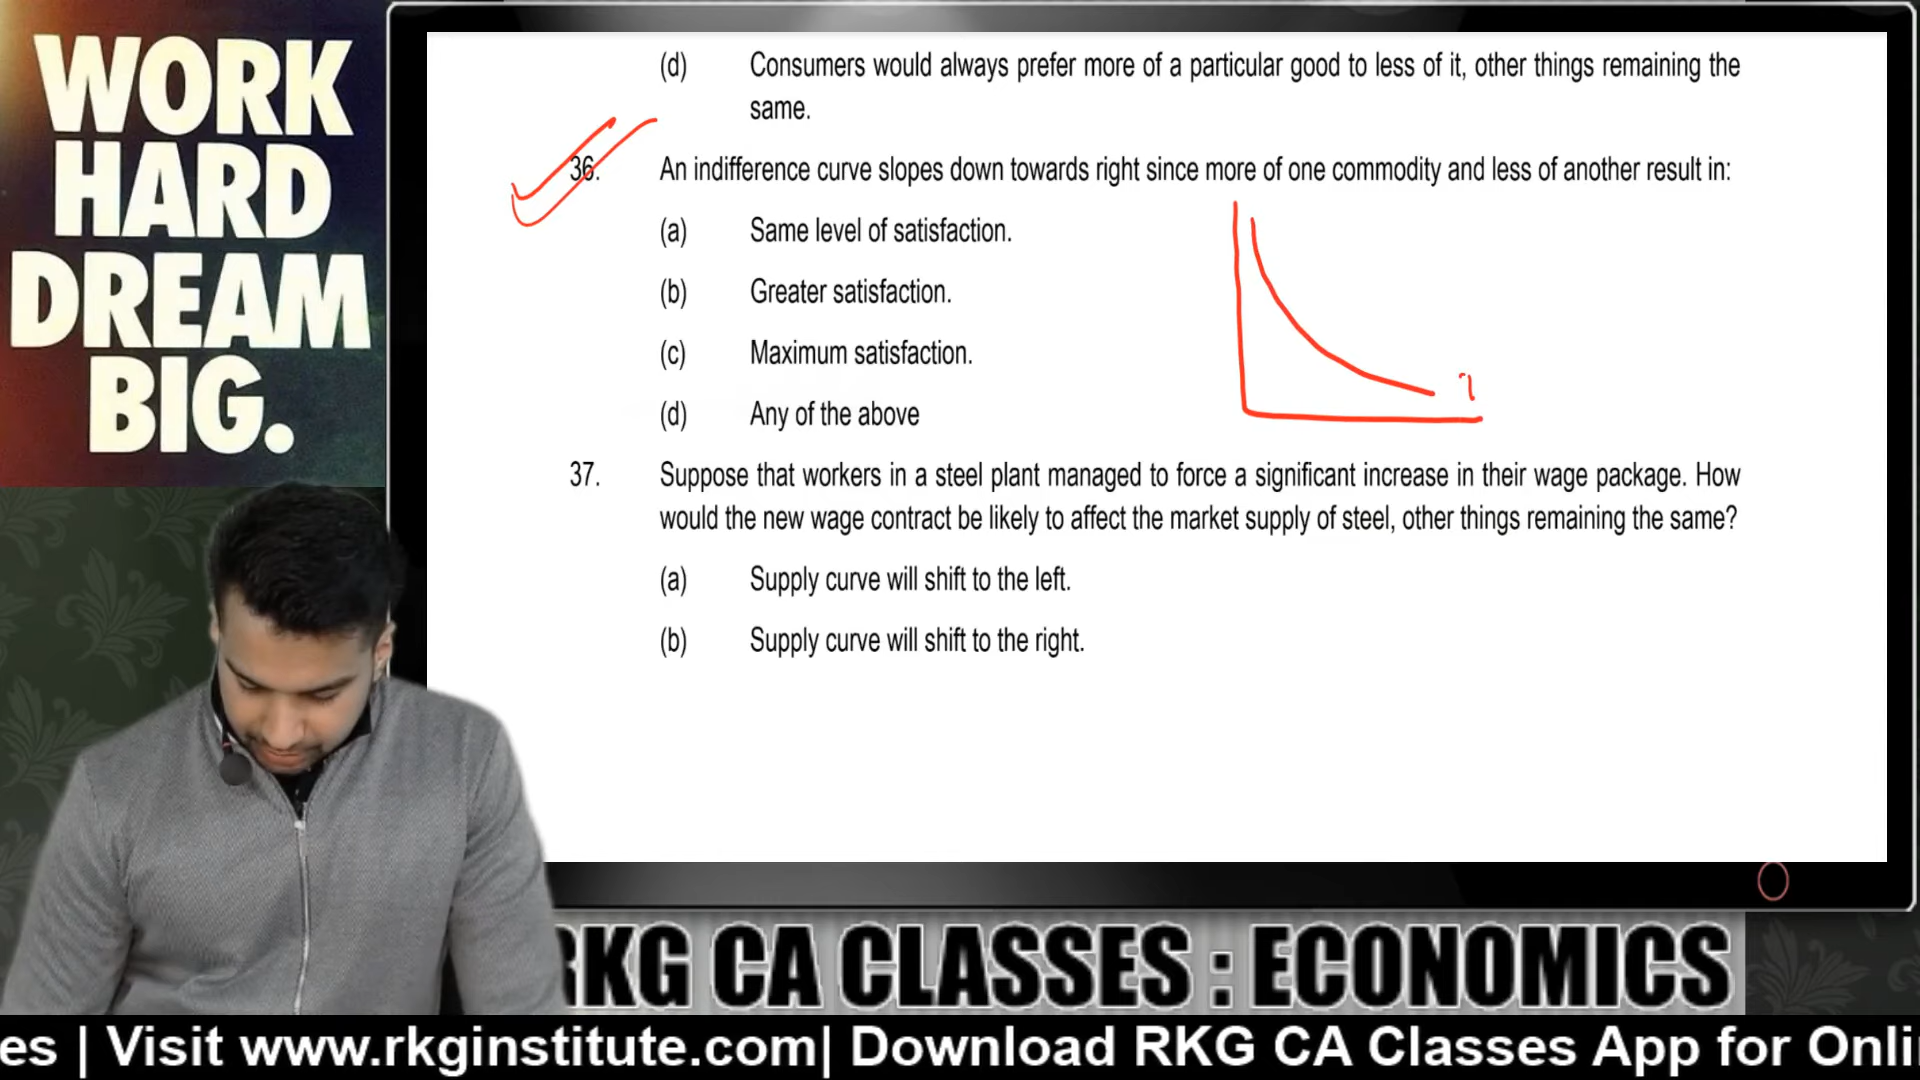 WORK
HARD
DREAM
BIG.
(d) Consumers would always prefer more of a particular good to less of it, other things remaining the
same.
36. An indifference curve slopes down towards right since more of one commodity and less of another result in:
(a) Same level of satisfaction.
(b) Greater satisfaction.
(c) Maximum satisfaction.
(d) Any of the above
37. Suppose that workers in a steel plant managed to force a significant increase in their wage package. How
would the new wage contract be likely to affect the market supply of steel, other things remaining the same?
(a) Supply curve will shift to the left.
(b) Supply curve will shift to the right.
RKG CA CLASSES : ECONOMICS
es | Visit www.rkginstitute.com| Download RKG CA Classes App for Onli